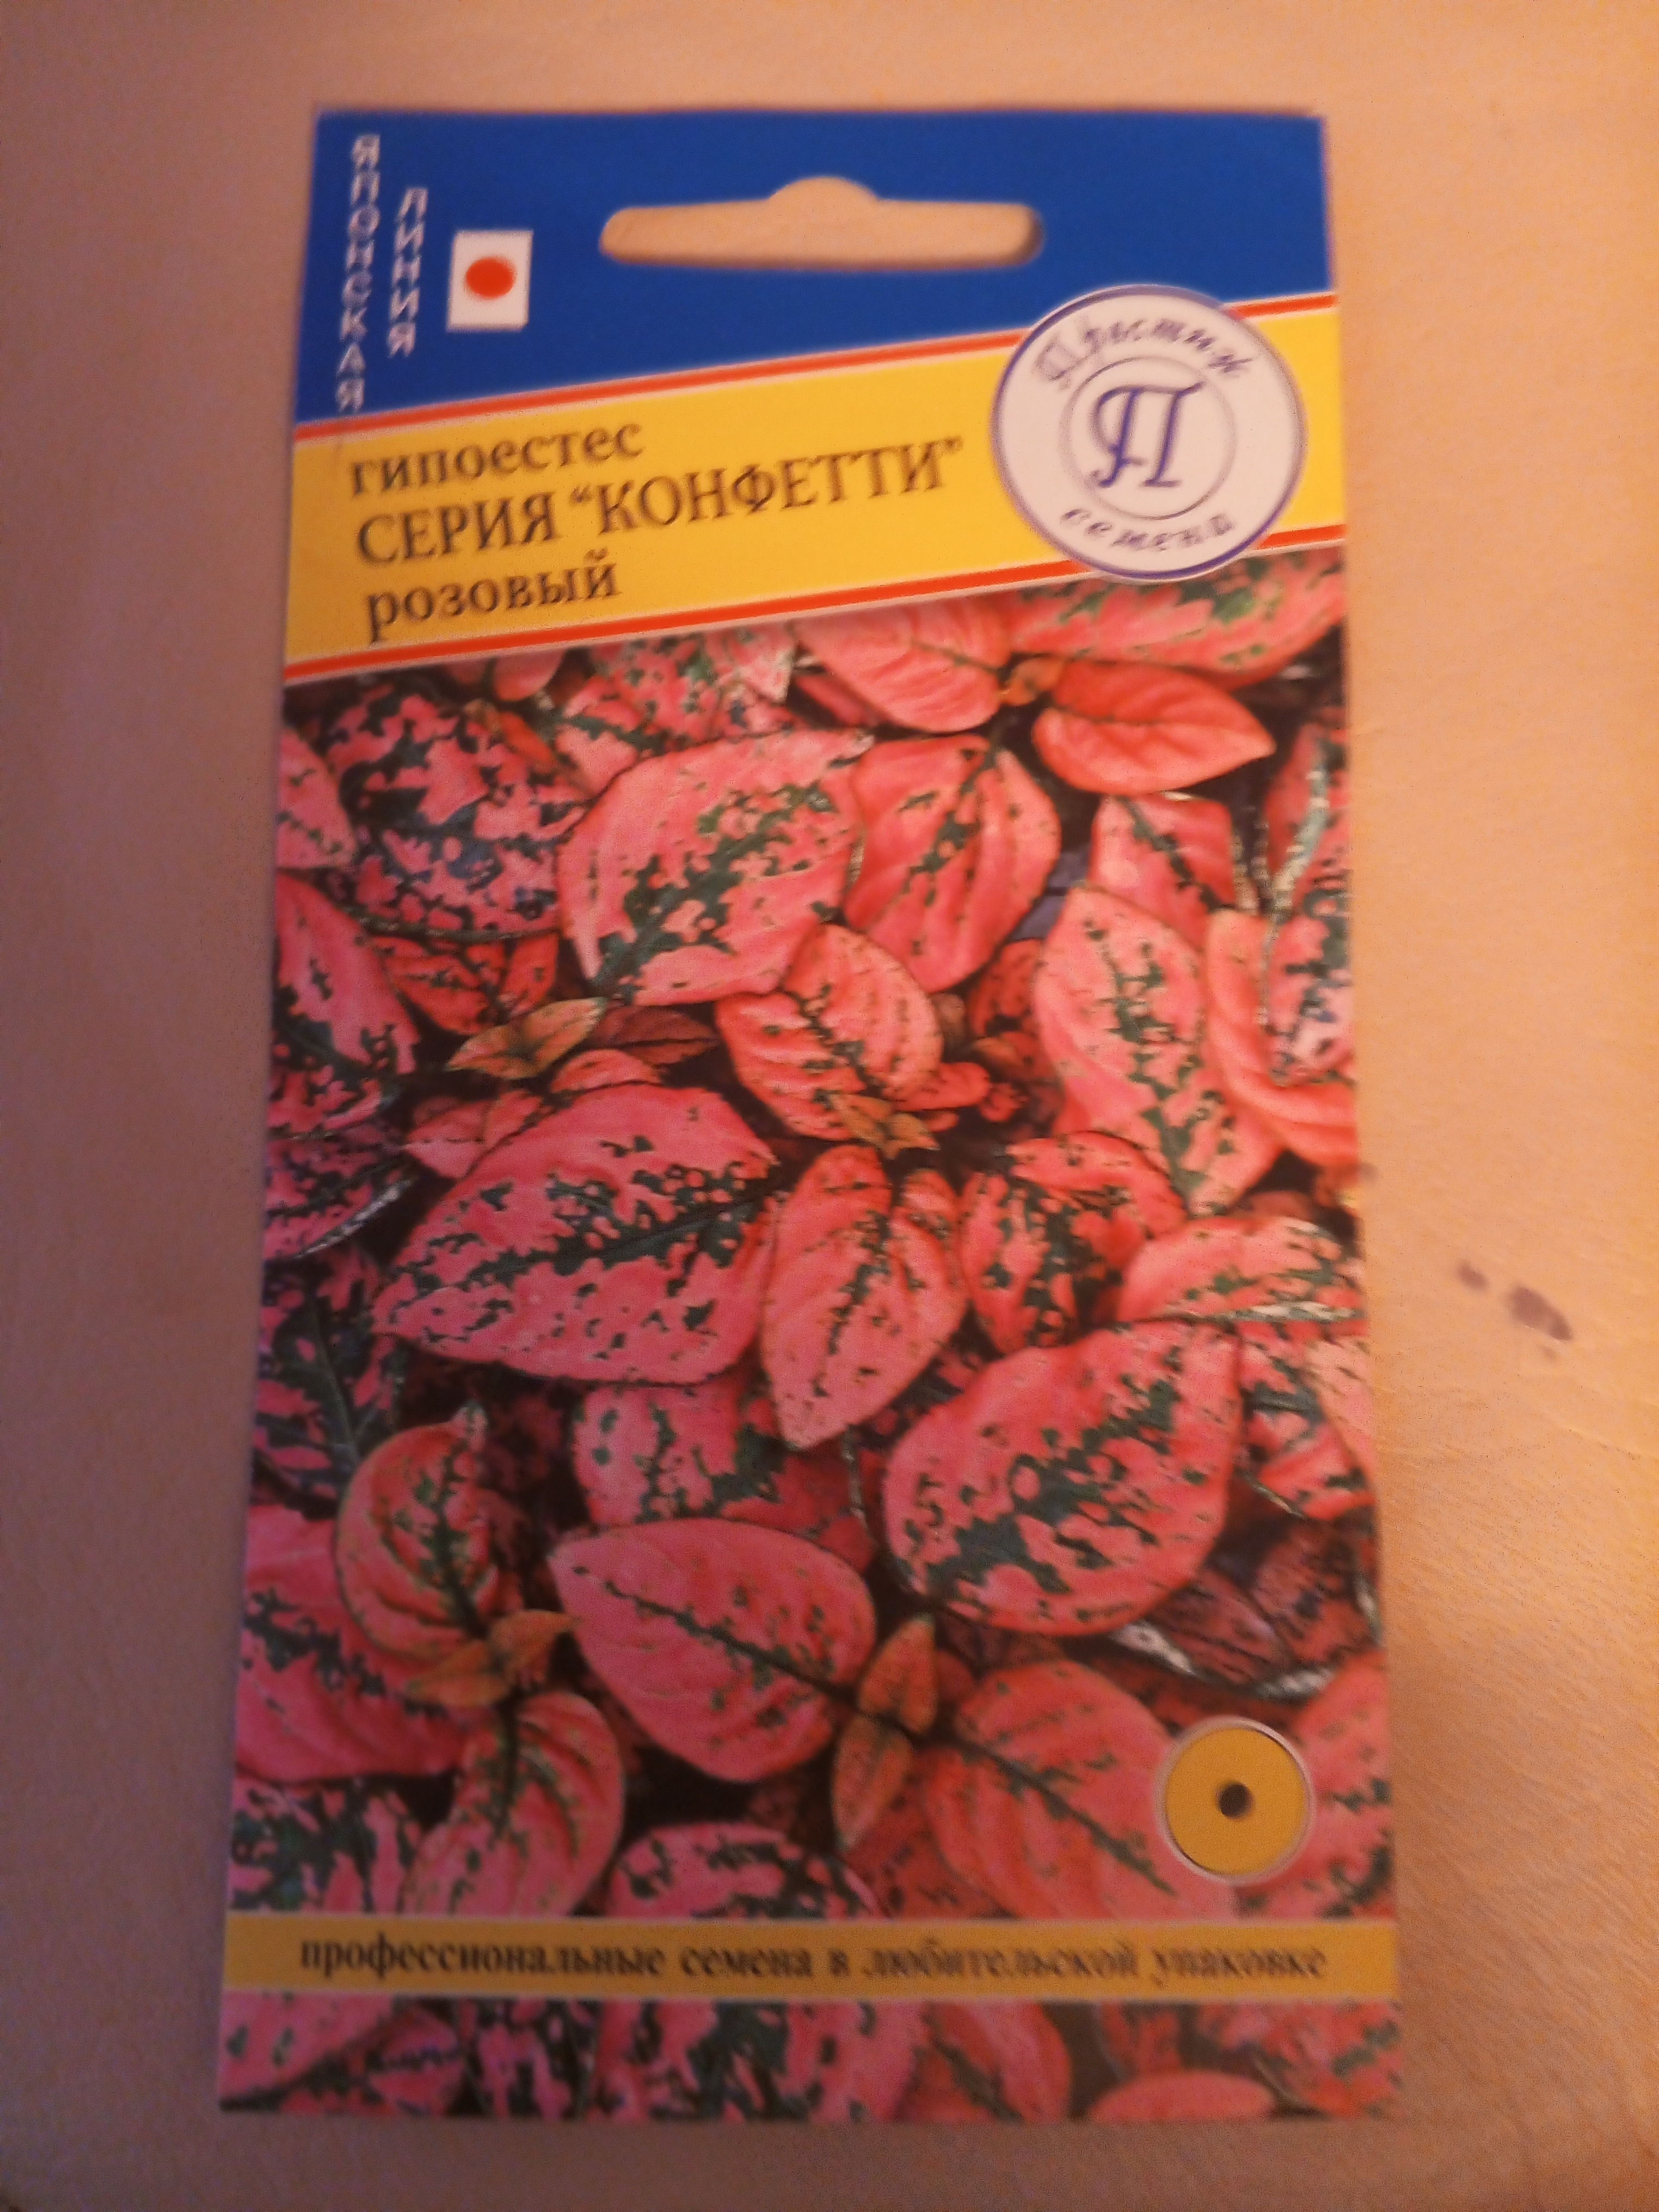 ЯПОНСКАЯ
ЛИНИЯ
Престиж
П
семена
гипоестес
СЕРИЯ “КОНФЕТТИ”
розовый
профессиональные семена в любительской упаковке